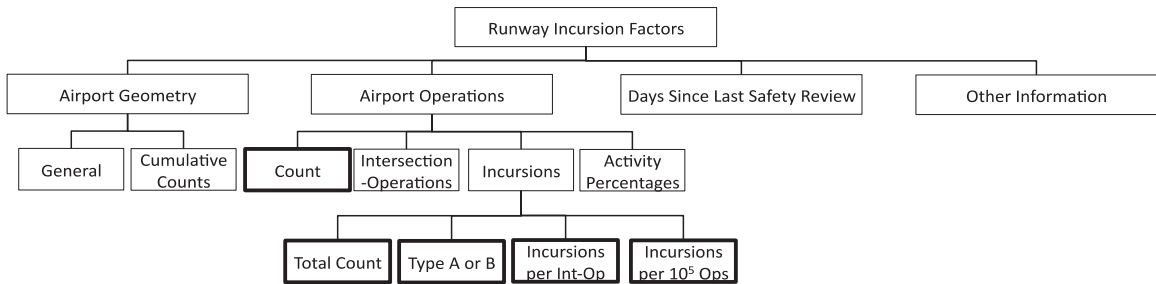 Runway Incursion Factors
Airport Geometry
Airport Operations
Days Since Last Safety Review
Other Information
General
Cumulative
Counts
Count
Intersection
-Operations
Incursions
Activity
Percentages
Total Count
Type A or B
Incursions
per Int-Op
Incursions
per 10⁵ Ops